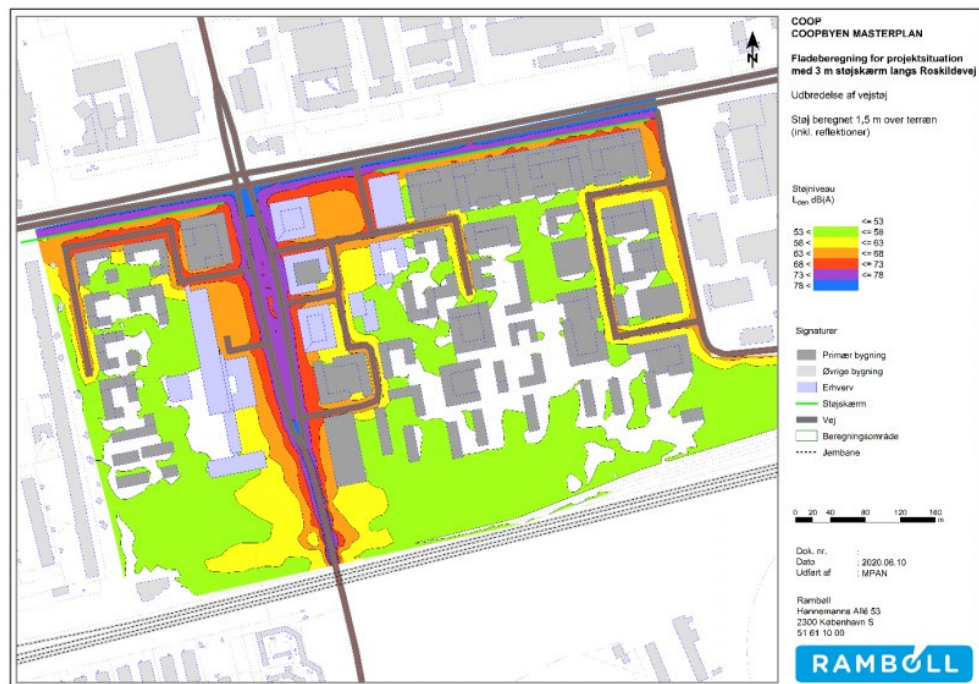 COOP
COOPBYEN MASTERPLAN
Fladeberegning for projektsituation
med 3 m støjskærm langs Roskildevej
Udbredelse af vejstøj
Støj beregnet 1,5 m over terræn
(inkl. reflektioner)
N
Støjniveau
Lden dB(A)
<= 53
53 < <= 58
58 < <= 63
63 < <= 68
68 < <= 73
73 < <= 78
78 <
Signaturer
Primær bygning
Øvrige bygning
Erhverv
Støjskærm
Vej
Beregningsområde
Jernbane
0 20 40 80 120 160
m
Dok. nr. :
Dato : 2020.06.10
Udført af : MPAN
Rambøll
Hannemanns Allé 53
2300 København S
51 61 10 00
RAMBOLL